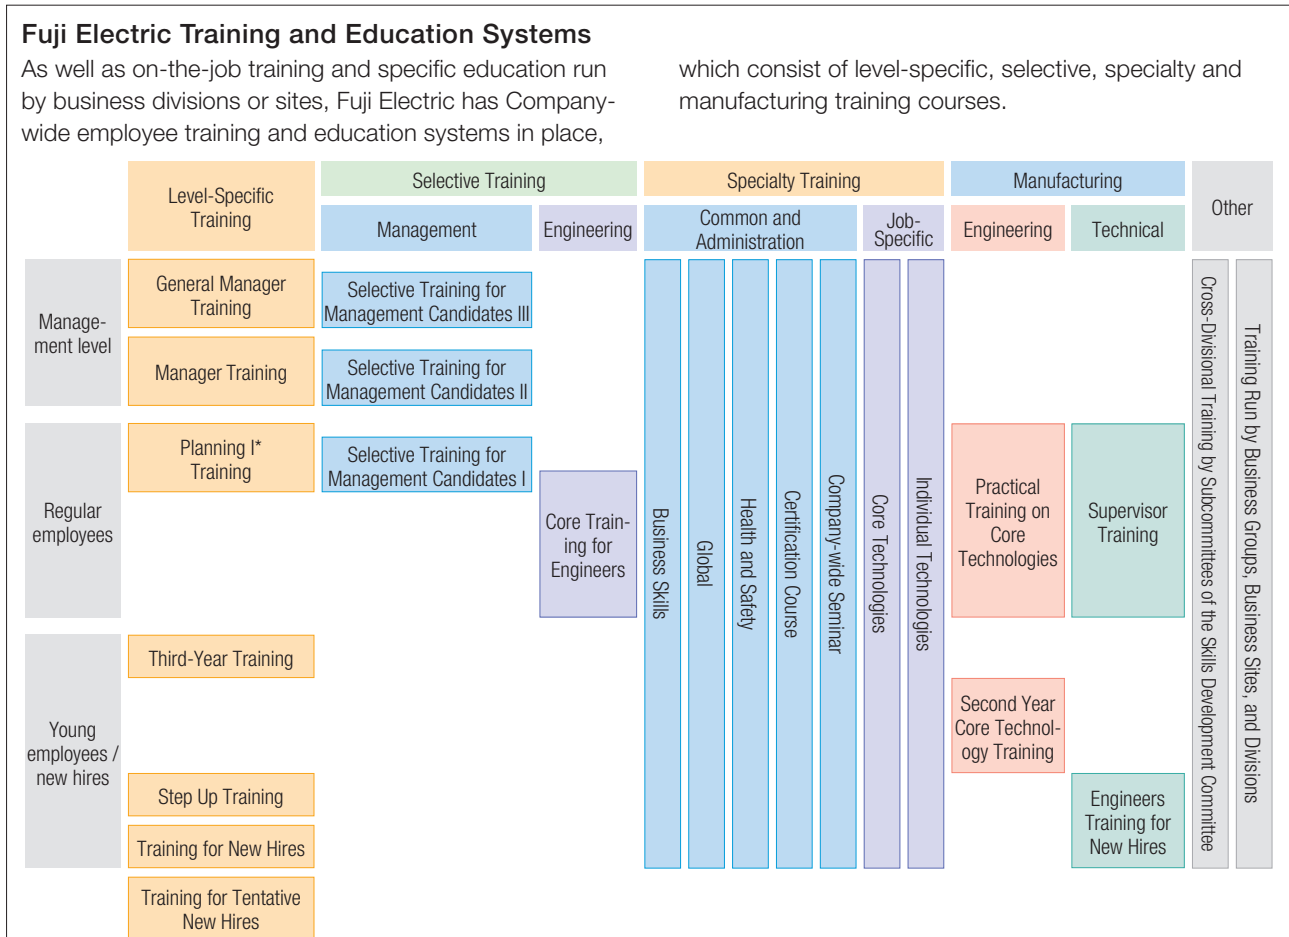 Fuji Electric Training and Education Systems
As well as on-the-job training and specific education run
by business divisions or sites, Fuji Electric has Company-
wide employee training and education systems in place,
which consist of level-specific, selective, specialty and
manufacturing training courses.
Level-Specific
Training
Selective Training
Specialty Training
Manufacturing
Other
Management
Engineering
Common and
Administration
Job-
Specific
Engineering
Technical
Manage-
ment level
General Manager
Training
Selective Training for
Management Candidates III
Manager Training
Selective Training for
Management Candidates II
Regular
employees
Planning I*
Training
Selective Training for
Management Candidates I
Core Train-
ing for
Engineers
Business Skills
Global
Health and Safety
Certification Course
Company-wide Seminar
Core Technologies
Individual Technologies
Practical
Training on
Core
Technologies
Supervisor
Training
Cross-Divisional Training by Subcommittees of the Skills Development Committee
Training Run by Business Groups, Business Sites, and Divisions
Young
employees /
new hires
Third-Year Training
Second Year
Core Technol-
ogy Training
Step Up Training
Engineers
Training for
New Hires
Training for New Hires
Training for Tentative
New Hires